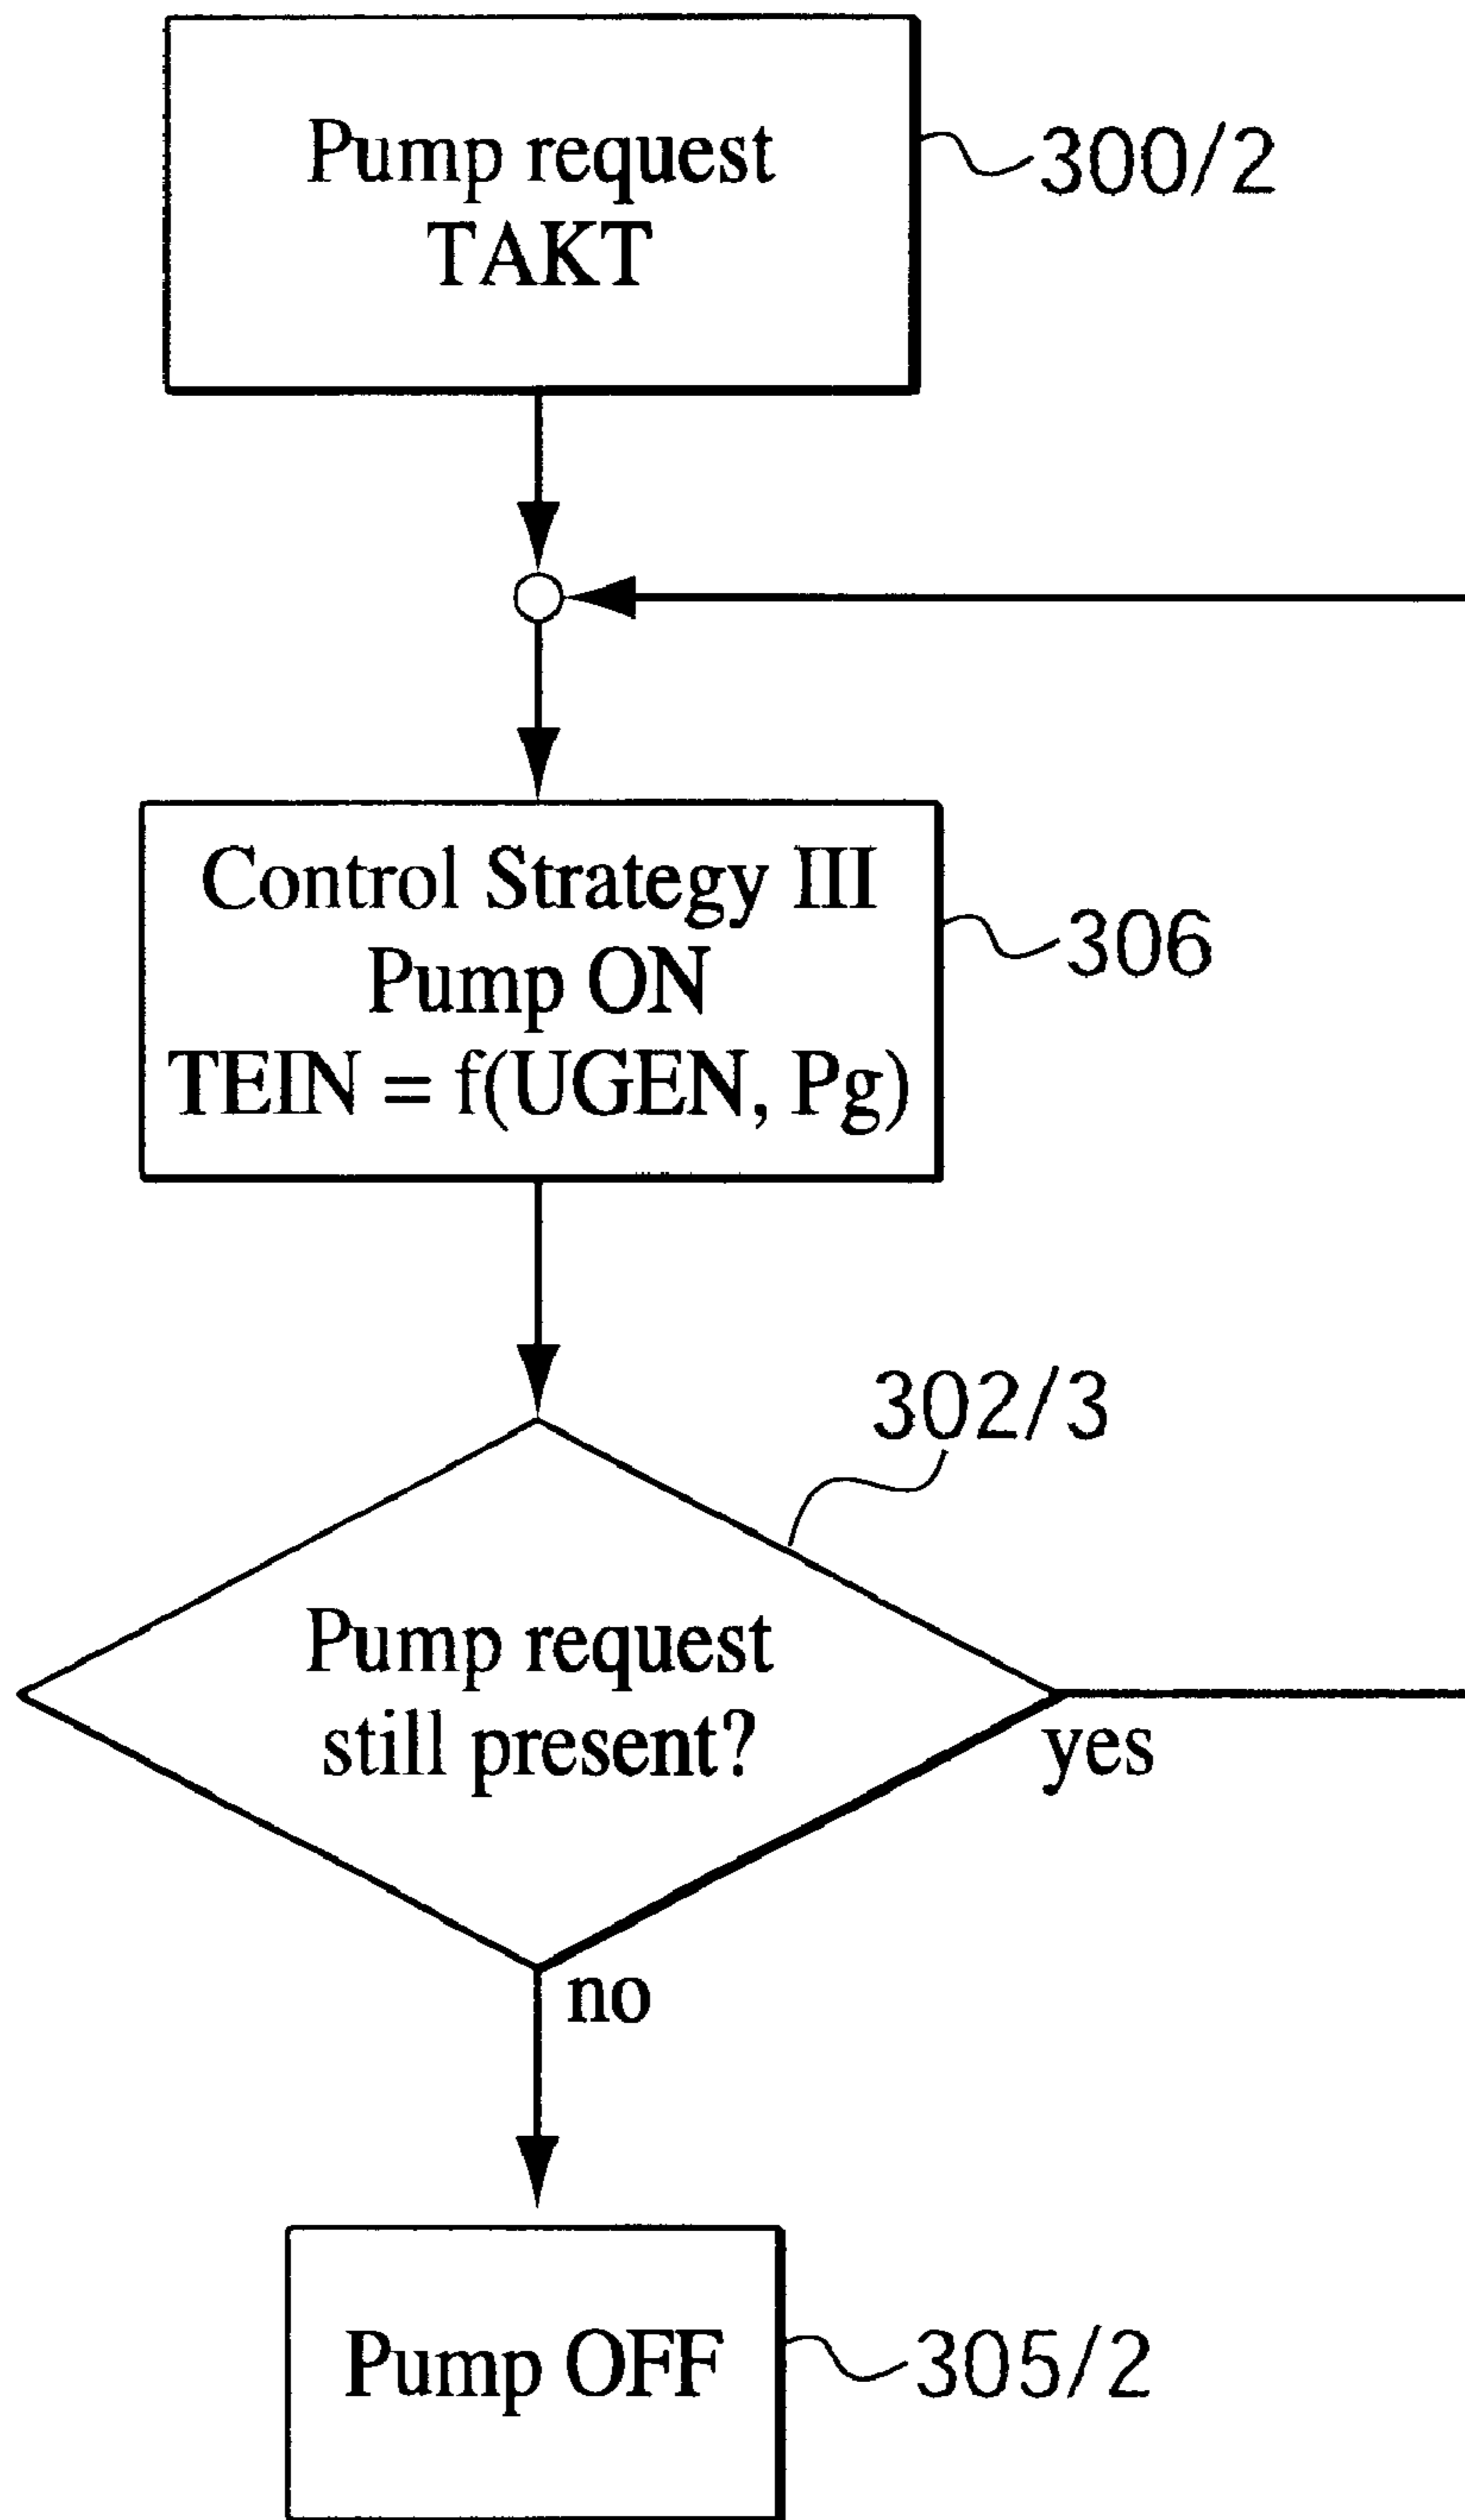 Pump request
TAKT
300/2
Control Strategy III
Pump ON
TEIN = f(UGEN, Pg)
306
302/3
Pump request
still present?
yes
no
Pump OFF
305/2